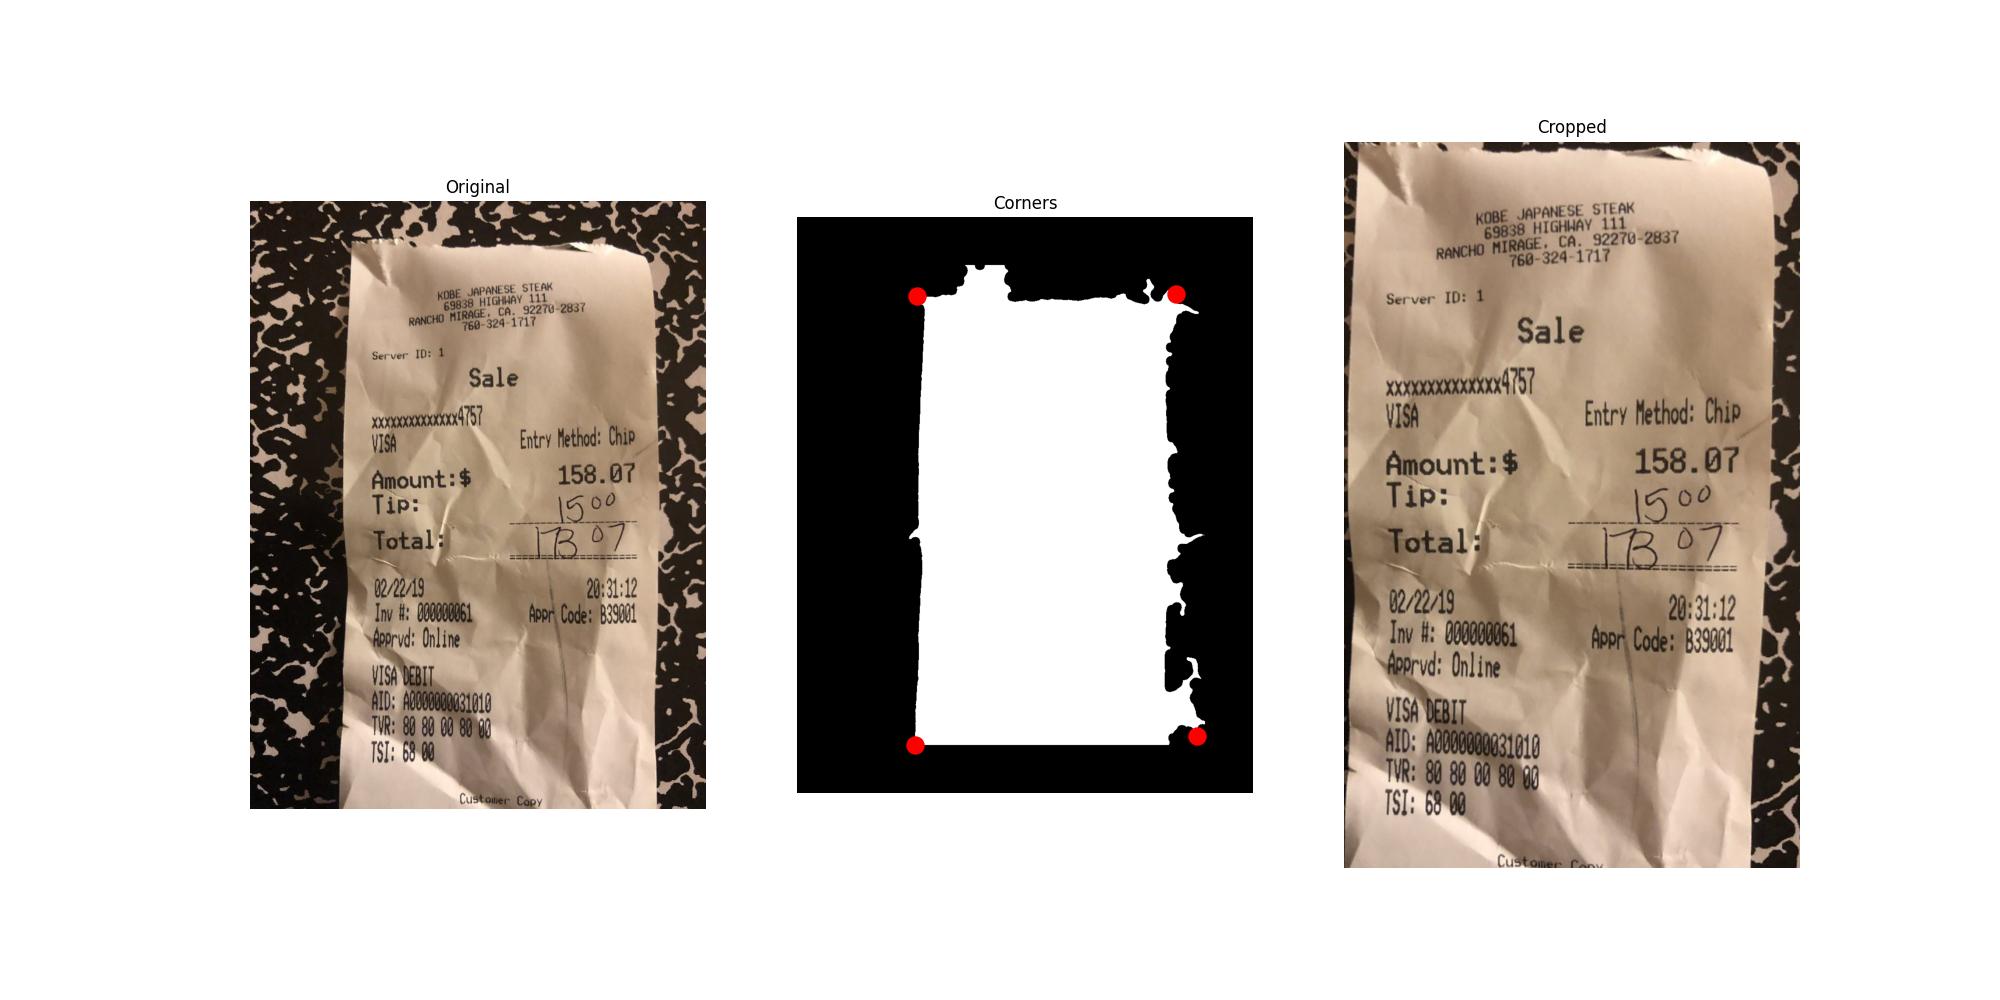 Original
KOBE JAPANESE STEAK
69838 HIGHWAY 111
RANCHO MIRAGE, CA. 92270-2837
760-324-1717
Server ID: 1
Sale
xxxxxxxxxxxxxx4757
VISA
Entry Method: Chip
Amount:$ 158.07
Tip: 15 00
Total: 173 07
02/22/19 20:31:12
Inv #: 000000061 Appr Code: B39001
Apprvd: Online
VISA DEBIT
AID: A0000000031010
TVR: 80 80 00 80 00
TSI: 68 00
Customer Copy
Corners
Cropped
KOBE JAPANESE STEAK
69838 HIGHWAY 111
RANCHO MIRAGE, CA. 92270-2837
760-324-1717
Server ID: 1
Sale
xxxxxxxxxxxxxx4757
VISA
Entry Method: Chip
Amount:$ 158.07
Tip: 15 00
Total: 173 07
02/22/19 20:31:12
Inv #: 000000061 Appr Code: B39001
Apprvd: Online
VISA DEBIT
AID: A0000000031010
TVR: 80 80 00 80 00
TSI: 68 00
Customer Copy